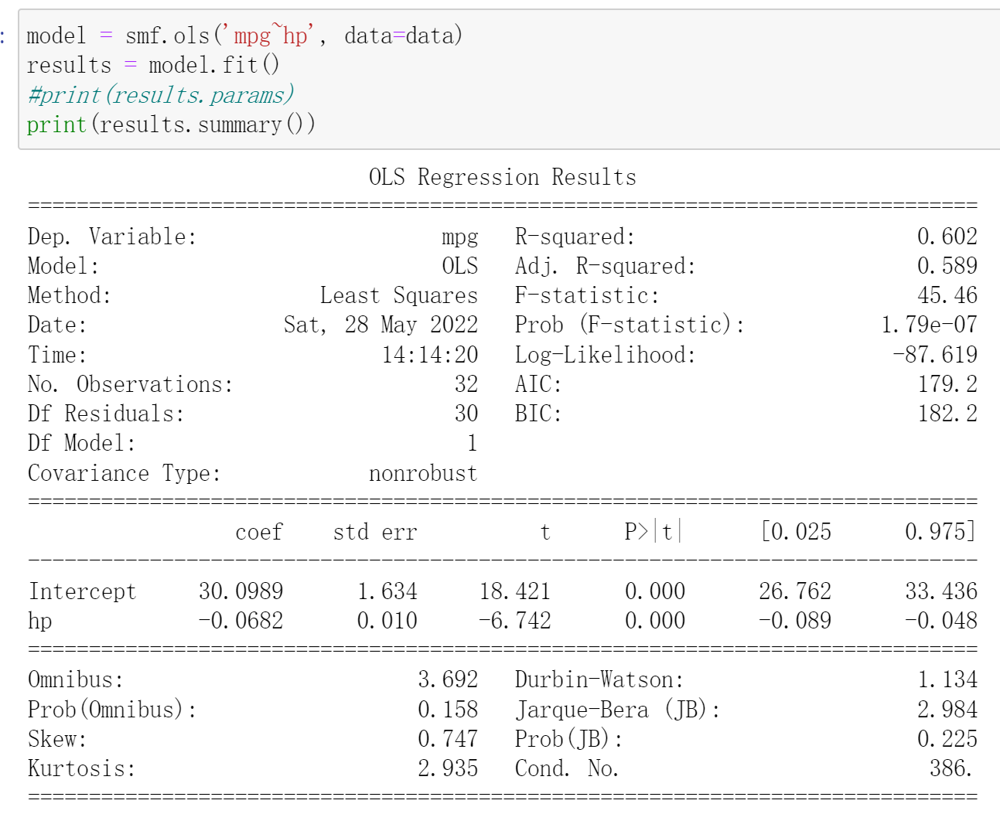 :
model = smf.ols('mpg~hp', data=data)
results = model.fit()
#print(results.params)
print(results.summary())
OLS Regression Results
==============================================================================
Dep. Variable: mpg R-squared: 0.602
Model: OLS Adj. R-squared: 0.589
Method: Least Squares F-statistic: 45.46
Date: Sat, 28 May 2022 Prob (F-statistic): 1.79e-07
Time: 14:14:20 Log-Likelihood: -87.619
No. Observations: 32 AIC: 179.2
Df Residuals: 30 BIC: 182.2
Df Model: 1
Covariance Type: nonrobust
==============================================================================
coef std err t P>|t| [0.025 0.975]
------------------------------------------------------------------------------
Intercept 30.0989 1.634 18.421 0.000 26.762 33.436
hp -0.0682 0.010 -6.742 0.000 -0.089 -0.048
==============================================================================
Omnibus: 3.692 Durbin-Watson: 1.134
Prob(Omnibus): 0.158 Jarque-Bera (JB): 2.984
Skew: 0.747 Prob(JB): 0.225
Kurtosis: 2.935 Cond. No. 386.
==============================================================================